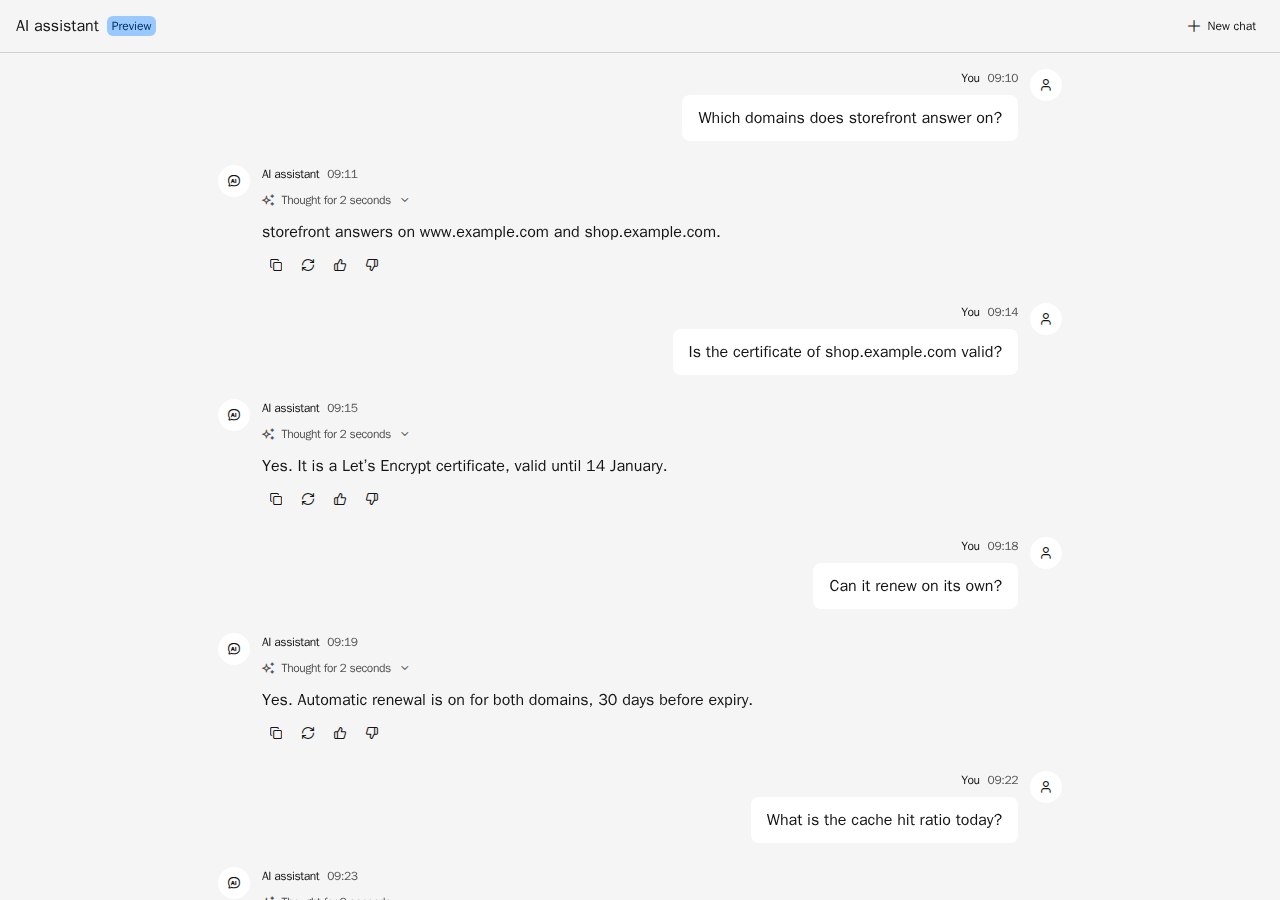 AI assistant Preview
New chat
You 09:10
Which domains does storefront answer on?
AI assistant 09:11
Thought for 2 seconds
storefront answers on www.example.com and shop.example.com.
You 09:14
Is the certificate of shop.example.com valid?
AI assistant 09:15
Thought for 2 seconds
Yes. It is a Let’s Encrypt certificate, valid until 14 January.
You 09:18
Can it renew on its own?
AI assistant 09:19
Thought for 2 seconds
Yes. Automatic renewal is on for both domains, 30 days before expiry.
You 09:22
What is the cache hit ratio today?
AI assistant 09:23